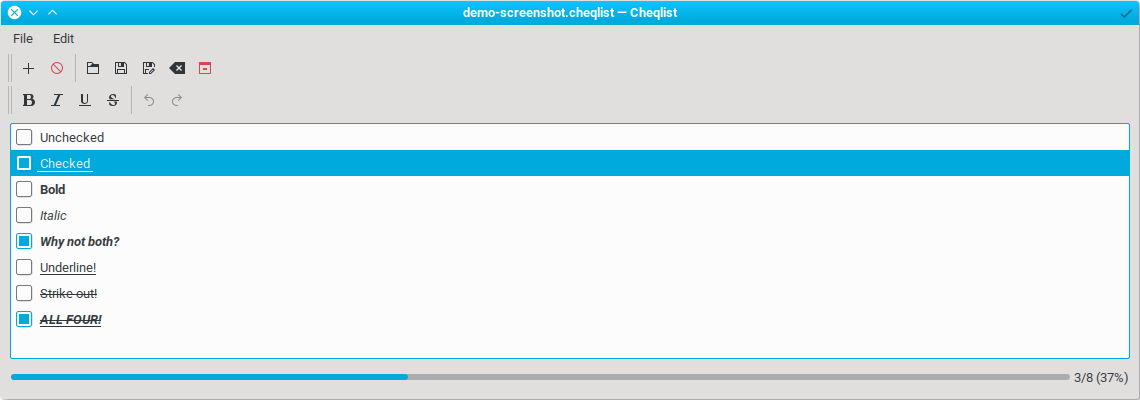 demo-screenshot.cheqlist — Cheqlist
File Edit
B I U S
Unchecked
Checked
Bold
Italic
Why not both?
Underline!
Strike out!
ALL FOUR!
3/8 (37%)